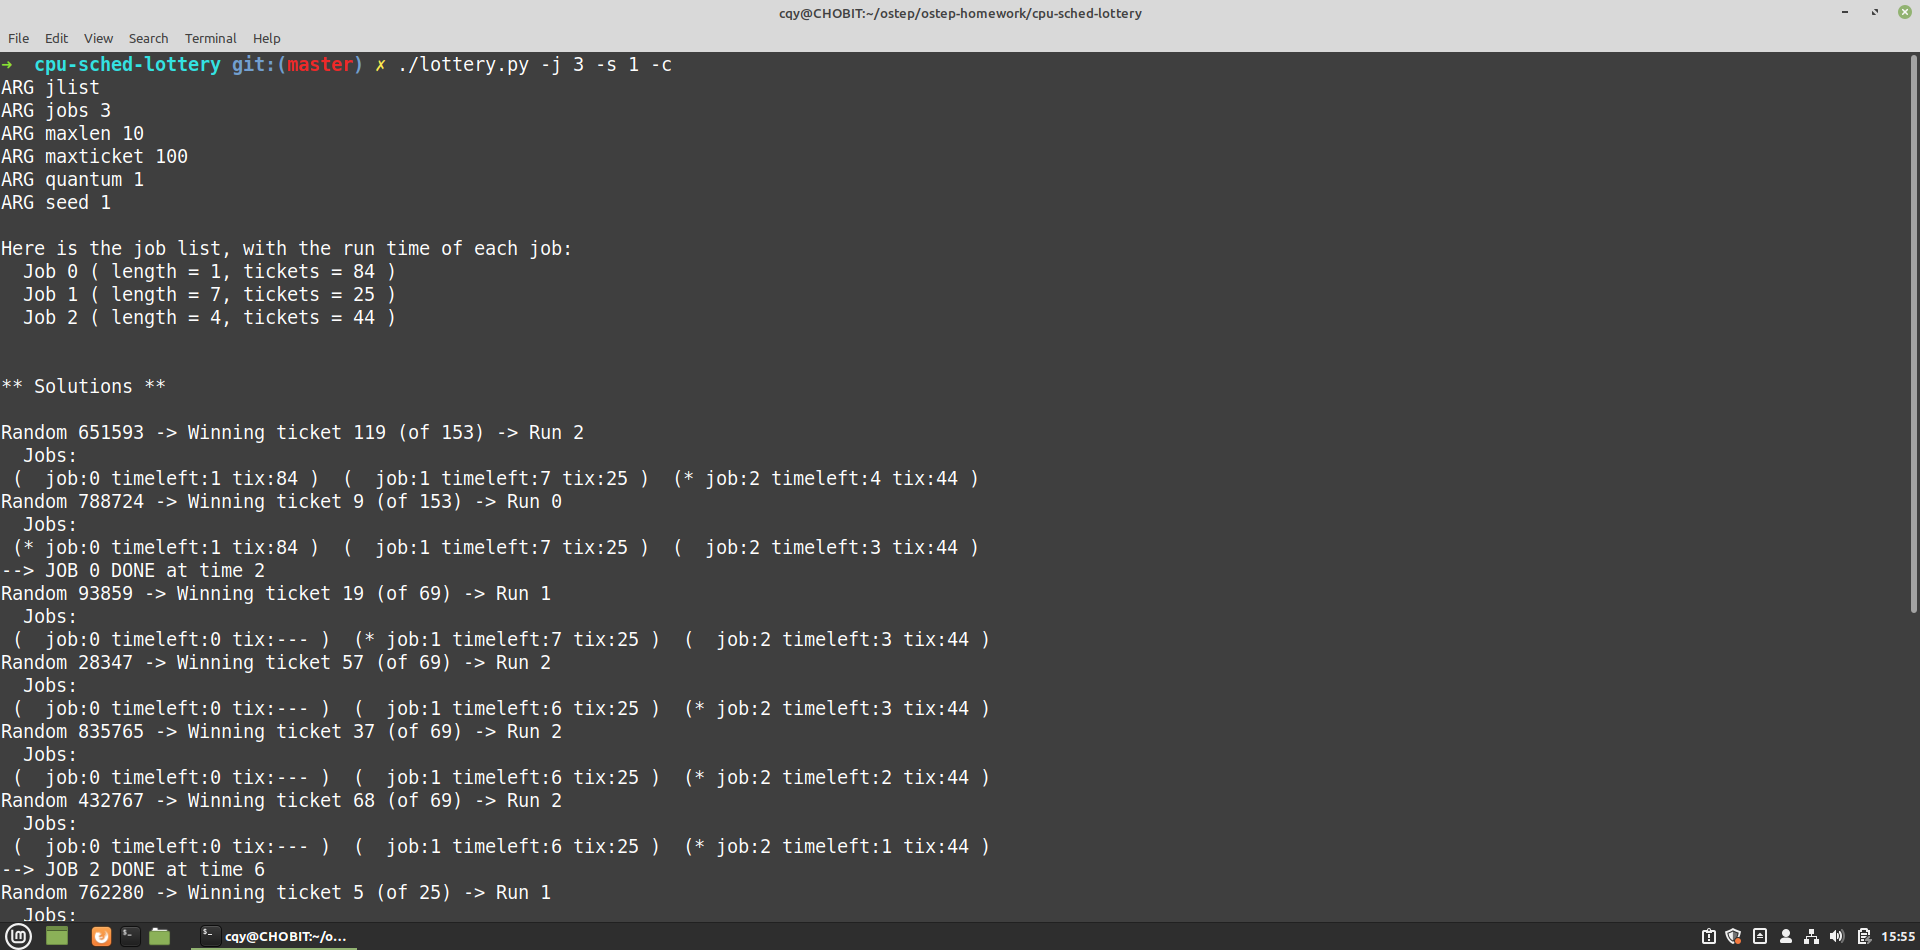 cqy@CHOBIT:~/ostep/ostep-homework/cpu-sched-lottery
File Edit View Search Terminal Help
➜  cpu-sched-lottery git:(master) ✗ ./lottery.py -j 3 -s 1 -c
ARG jlist
ARG jobs 3
ARG maxlen 10
ARG maxticket 100
ARG quantum 1
ARG seed 1
Here is the job list, with the run time of each job:
  Job 0 ( length = 1, tickets = 84 )
  Job 1 ( length = 7, tickets = 25 )
  Job 2 ( length = 4, tickets = 44 )
** Solutions **
Random 651593 -> Winning ticket 119 (of 153) -> Run 2
  Jobs:
 (  job:0 timeleft:1 tix:84 )  (  job:1 timeleft:7 tix:25 )  (* job:2 timeleft:4 tix:44 )
Random 788724 -> Winning ticket 9 (of 153) -> Run 0
  Jobs:
 (* job:0 timeleft:1 tix:84 )  (  job:1 timeleft:7 tix:25 )  (  job:2 timeleft:3 tix:44 )
--> JOB 0 DONE at time 2
Random 93859 -> Winning ticket 19 (of 69) -> Run 1
  Jobs:
 (  job:0 timeleft:0 tix:--- )  (* job:1 timeleft:7 tix:25 )  (  job:2 timeleft:3 tix:44 )
Random 28347 -> Winning ticket 57 (of 69) -> Run 2
  Jobs:
 (  job:0 timeleft:0 tix:--- )  (  job:1 timeleft:6 tix:25 )  (* job:2 timeleft:3 tix:44 )
Random 835765 -> Winning ticket 37 (of 69) -> Run 2
  Jobs:
 (  job:0 timeleft:0 tix:--- )  (  job:1 timeleft:6 tix:25 )  (* job:2 timeleft:2 tix:44 )
Random 432767 -> Winning ticket 68 (of 69) -> Run 2
  Jobs:
 (  job:0 timeleft:0 tix:--- )  (  job:1 timeleft:6 tix:25 )  (* job:2 timeleft:1 tix:44 )
--> JOB 2 DONE at time 6
Random 762280 -> Winning ticket 5 (of 25) -> Run 1
  Jobs:
cqy@CHOBIT:~/o...
15:55